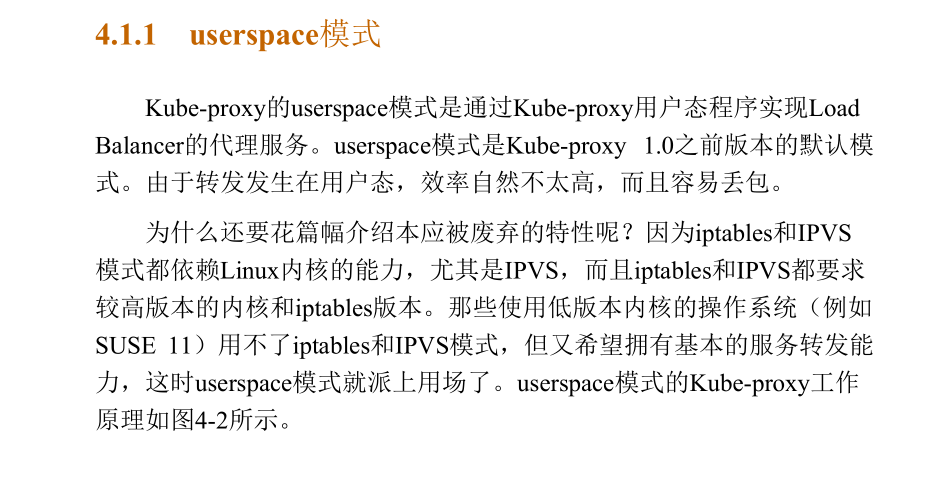 4.1.1 userspace模式
Kube-proxy的userspace模式是通过Kube-proxy用户态程序实现Load
Balancer的代理服务。userspace模式是Kube-proxy 1.0之前版本的默认模
式。由于转发发生在用户态，效率自然不太高，而且容易丢包。
为什么还要花篇幅介绍本应被废弃的特性呢？因为iptables和IPVS
模式都依赖Linux内核的能力，尤其是IPVS，而且iptables和IPVS都要求
较高版本的内核和iptables版本。那些使用低版本内核的操作系统（例如
SUSE 11）用不了iptables和IPVS模式，但又希望拥有基本的服务转发能
力，这时userspace模式就派上用场了。userspace模式的Kube-proxy工作
原理如图4-2所示。